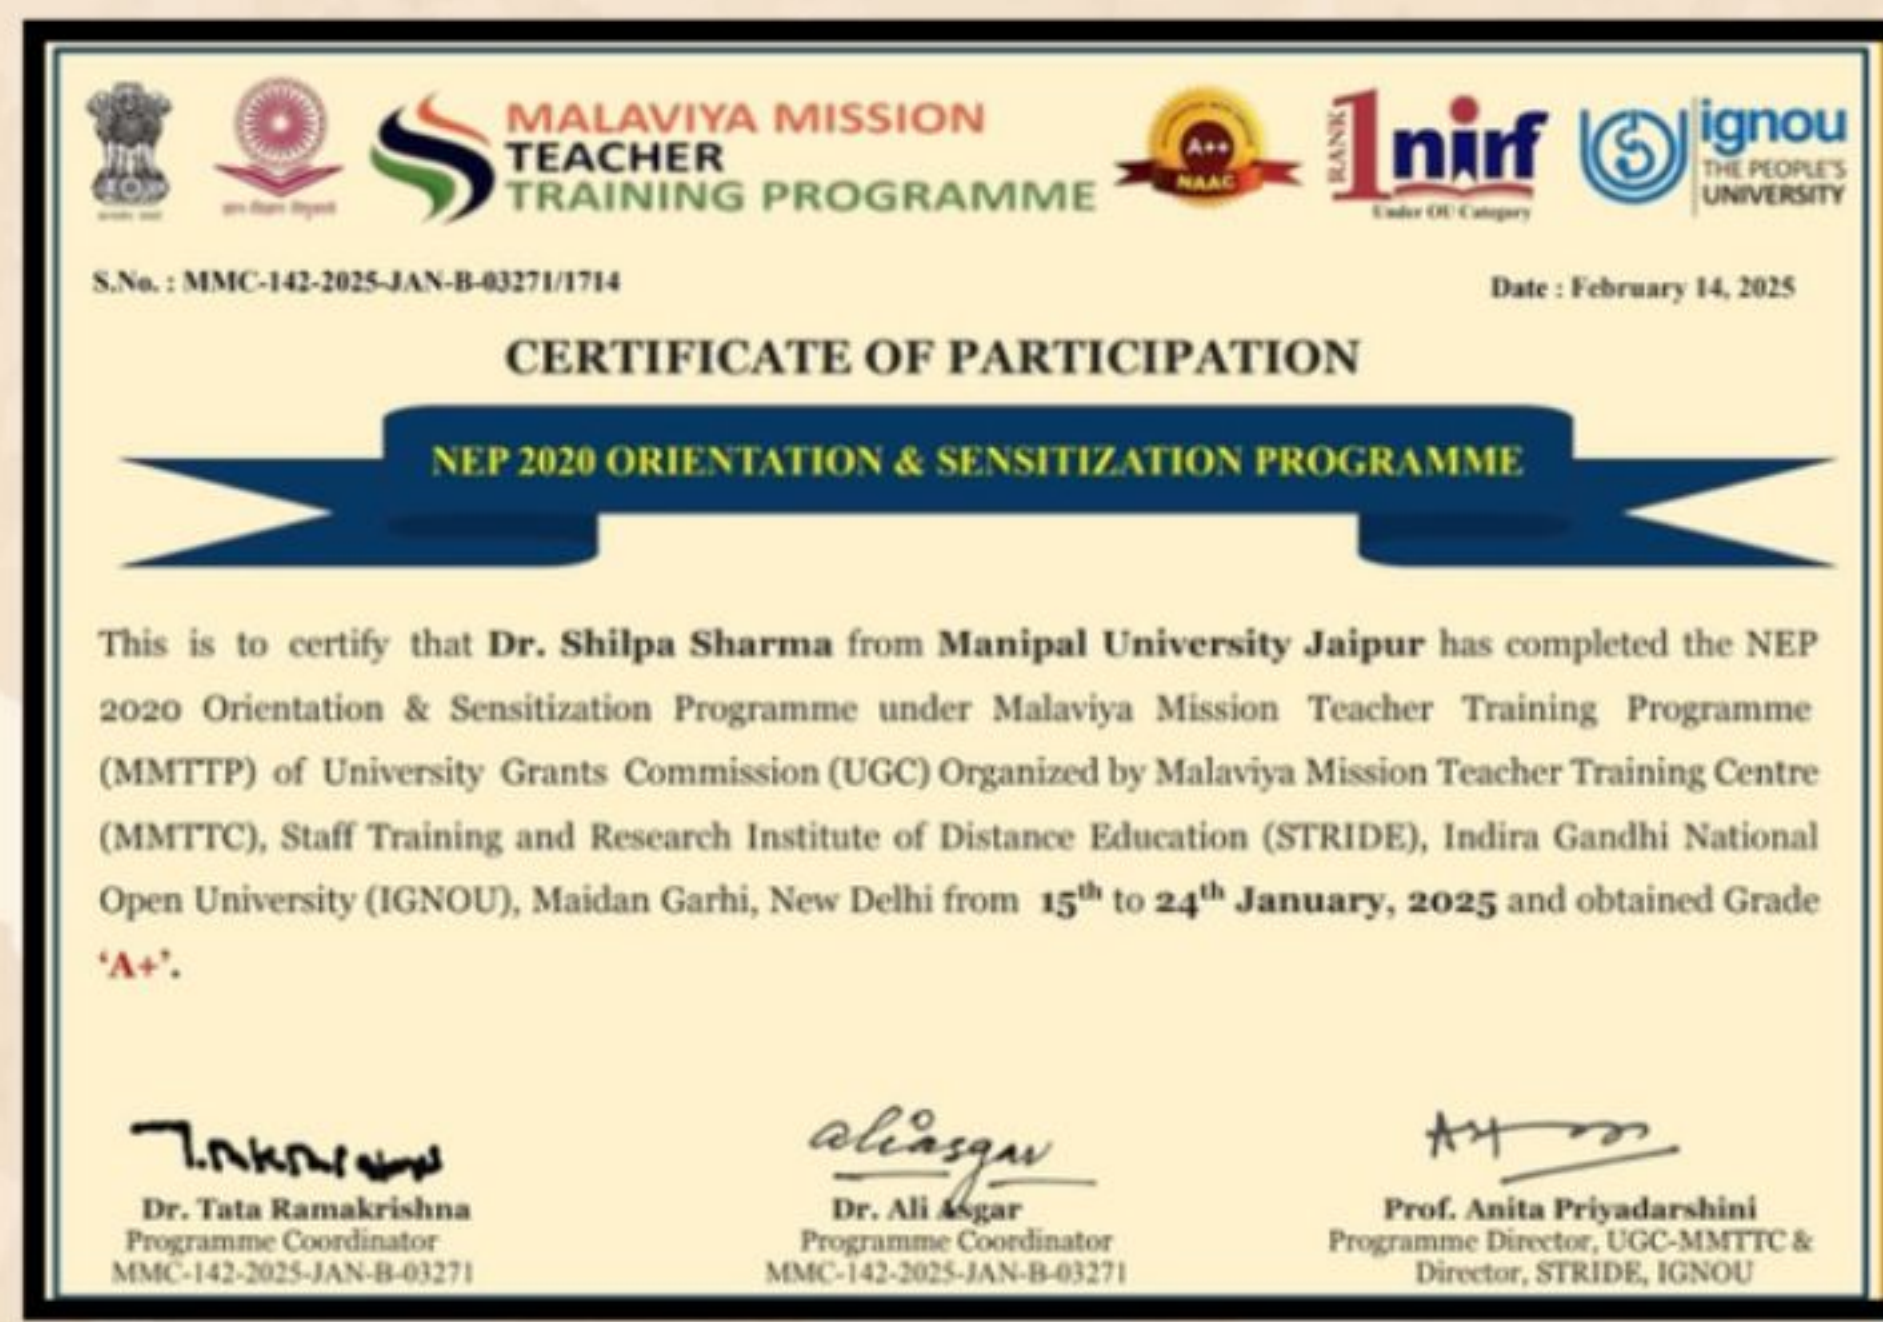 MALAVIYA MISSION
TEACHER
TRAINING PROGRAMME
A++
NAAC
RANK
1
nirf
Under OU Category
ignou
THE PEOPLE'S
UNIVERSITY
S.No. : MMC-142-2025-JAN-B-03271/1714
Date : February 14, 2025
CERTIFICATE OF PARTICIPATION
NEP 2020 ORIENTATION & SENSITIZATION PROGRAMME
This is to certify that Dr. Shilpa Sharma from Manipal University Jaipur has completed the NEP
2020 Orientation & Sensitization Programme under Malaviya Mission Teacher Training Programme
(MMTTP) of University Grants Commission (UGC) Organized by Malaviya Mission Teacher Training Centre
(MMTTC), Staff Training and Research Institute of Distance Education (STRIDE), Indira Gandhi National
Open University (IGNOU), Maidan Garhi, New Delhi from 15th to 24th January, 2025 and obtained Grade
‘A+’.
aliasgar
Dr. Tata Ramakrishna
Programme Coordinator
MMC-142-2025-JAN-B-03271
Dr. Ali Asgar
Programme Coordinator
MMC-142-2025-JAN-B-03271
Prof. Anita Priyadarshini
Programme Director, UGC-MMTTC &
Director, STRIDE, IGNOU